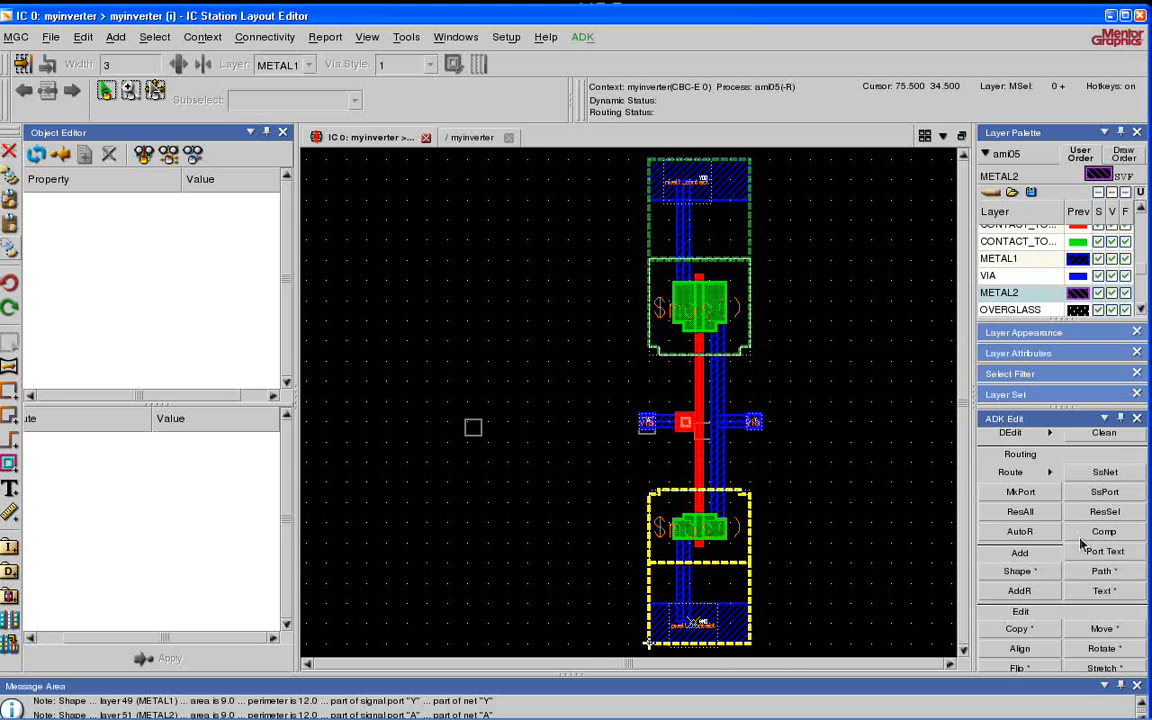 IC 0: myinverter > myinverter (i) - IC Station Layout Editor
MGC File Edit Add Select Context Connectivity Report View Tools Windows Setup Help ADK
Mentor Graphics
Width: 3 Layer: METAL1 Via Style: 1
Subselect:
Context: myinverter(CBC-E 0) Process: ami05(-R) Cursor: 75.500 34.500 Layer: MSel: 0 + Hotkeys: on
Dynamic Status:
Routing Status:
Object Editor
Property Value
ute Value
Apply
IC 0: myinverter >... / myinverter
VDD
via
via
Layer Palette
ami05 User Order Draw Order
METAL2 SVF
U
Layer Prev S V F
CONTACT_TO...
CONTACT_TO...
METAL1
VIA
METAL2
OVERGLASS
Layer Appearance
Layer Attributes
Select Filter
Layer Set
ADK Edit
DEdit Clean
Routing
Route SsNet
MkPort SsPort
ResAll ResSel
AutoR Comp
Add Port Text
Shape * Path *
AddR Text *
Edit
Copy * Move *
Align Rotate *
Flip * Stretch *
Message Area
Note: Shape ... layer 49 (METAL1) ... area is 9.0 .. perimeter is 12.0 .. part of signal port "Y" .. part of net "Y"
Note: Shape ... layer 51 (METAL2) ... area is 9.0 .. perimeter is 12.0 .. part of signal port "A" .. part of net "A"